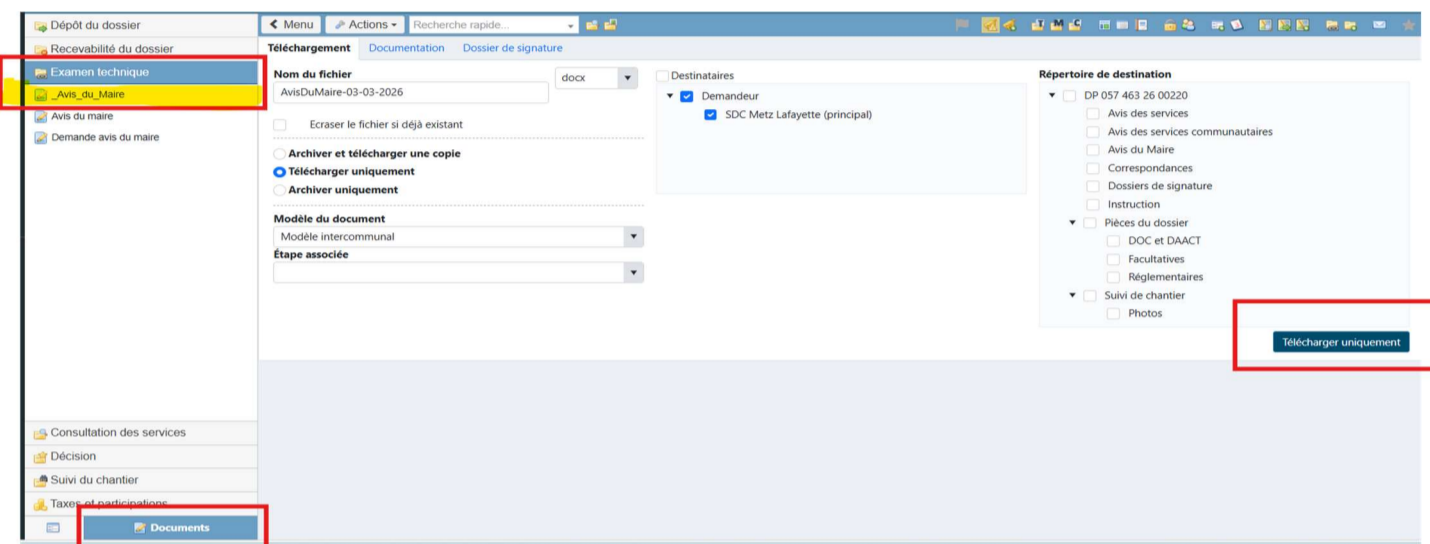 Dépôt du dossier
Recevabilité du dossier
Examen technique
_Avis_du_Maire
Avis du maire
Demande avis du maire
Consultation des services
Décision
Suivi du chantier
Taxes et participations
Documents
Menu
Actions
Recherche rapide...
Téléchargement Documentation Dossier de signature
Nom du fichier
docx
AvisDuMaire-03-03-2026
Ecraser le fichier si déjà existant
Archiver et télécharger une copie
Télécharger uniquement
Archiver uniquement
Modèle du document
Modèle intercommunal
Étape associée
Destinataires
Demandeur
SDC Metz Lafayette (principal)
Répertoire de destination
DP 057 463 26 00220
Avis des services
Avis des services communautaires
Avis du Maire
Correspondances
Dossiers de signature
Instruction
Pièces du dossier
DOC et DAACT
Facultatives
Réglementaires
Suivi de chantier
Photos
Télécharger uniquement